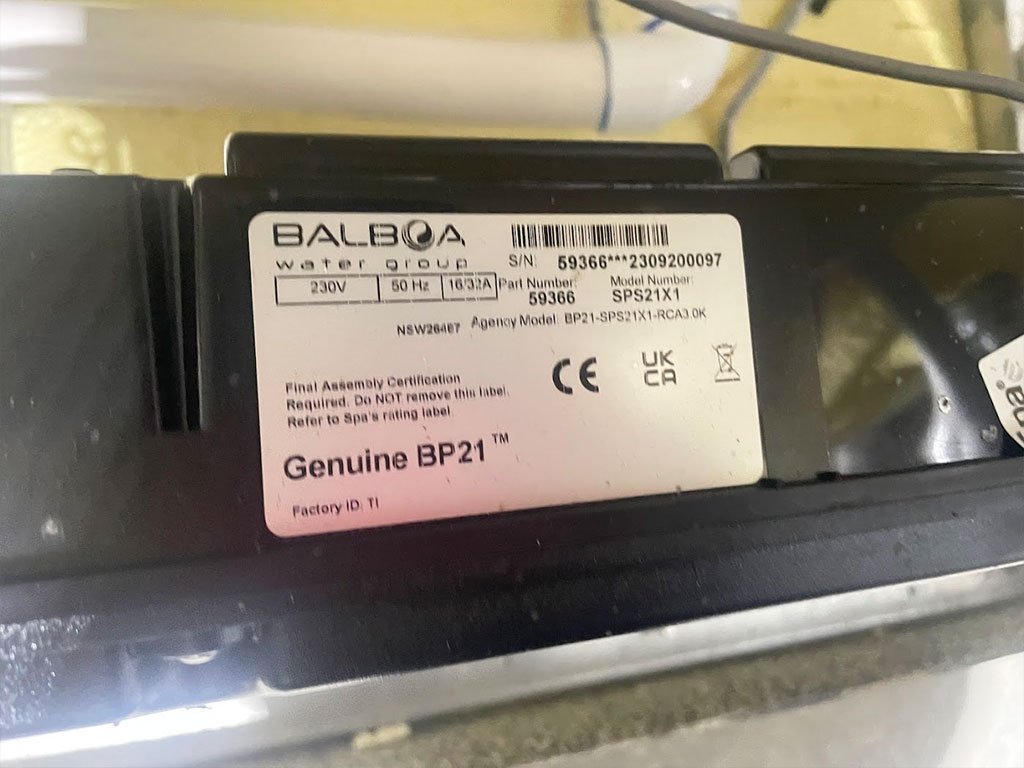 BALBOA
water group
S/N: 59366***2309200097
230V 50 Hz 16/32A
Part Number: Model Number:
59366 SPS21X1
NSW26487 Agency Model: BP21-SPS21X1-RCA3.0K
CE UK
CA
Final Assembly Certification
Required. Do NOT remove this label.
Refer to Spa's rating label.
Genuine BP21™
Factory ID: TI